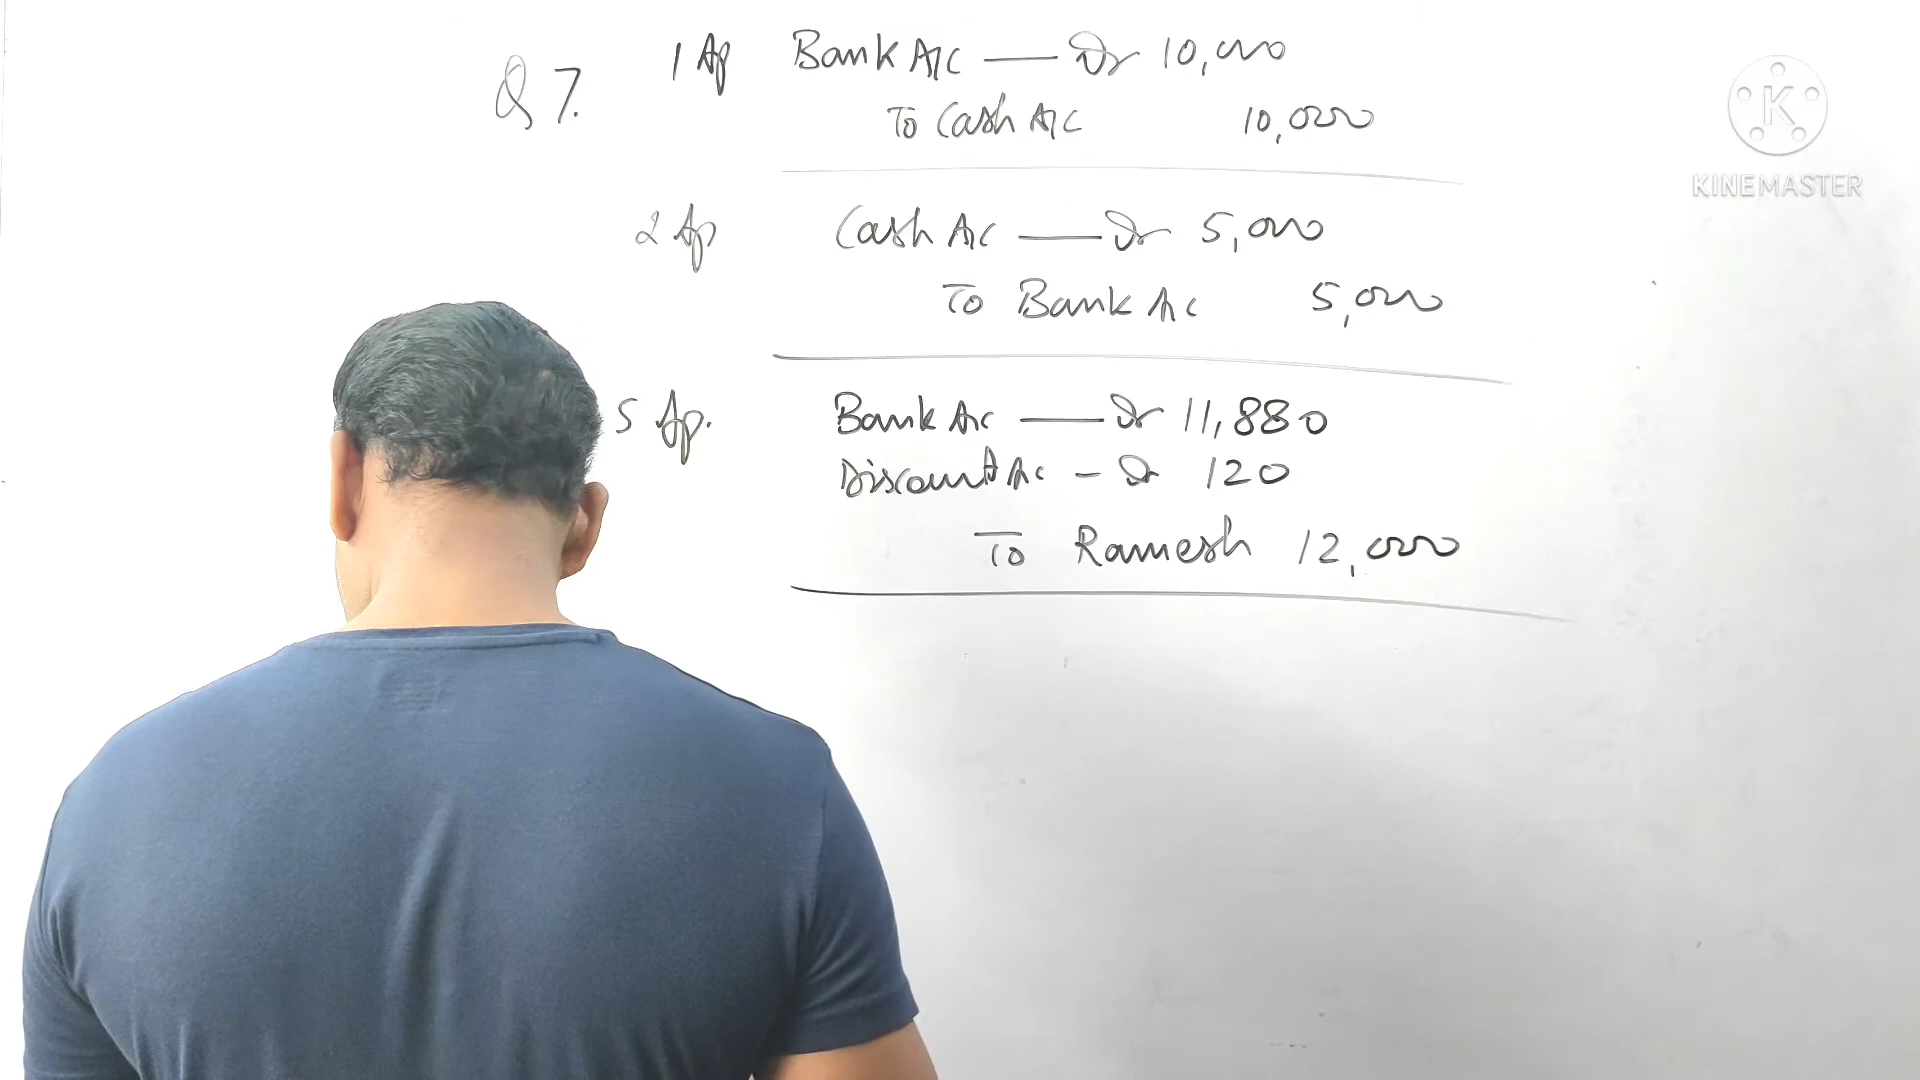 Q 7.
1 Ap Bank A/C — Dr 10,000
To Cash A/C 10,000
2 Ap Cash A/C — Dr 5,000
To Bank A/C 5,000
5 Ap. Bank A/C — Dr 11,880
Discount A/C - Dr 120
To Ramesh 12,000
K
KINEMASTER